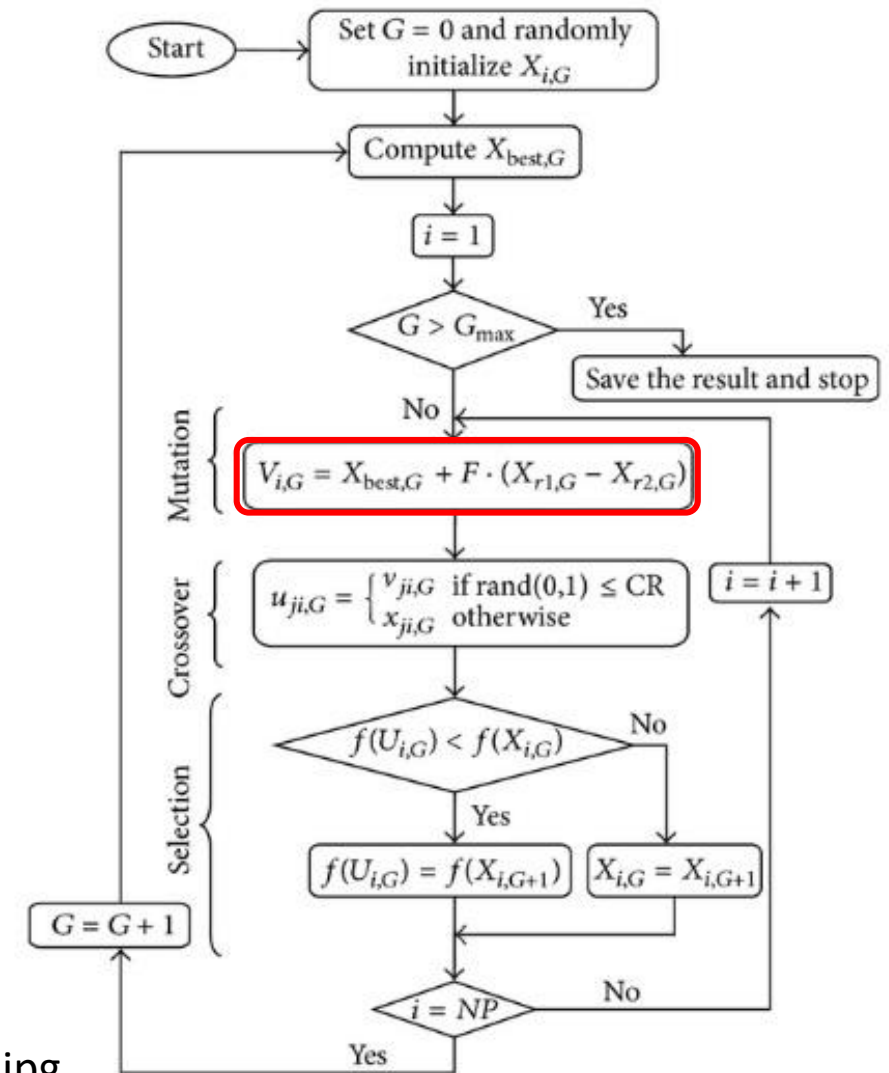 Start
Set G = 0 and randomly
initialize X_{i,G}
Compute X_{best,G}
i = 1
G > G_{max}
Yes
Save the result and stop
No
Mutation
V_{i,G} = X_{best,G} + F · (X_{r1,G} − X_{r2,G})
Crossover
u_{ji,G} = { v_{ji,G} if rand(0,1) ≤ CR
x_{ji,G} otherwise
i = i + 1
Selection
f(U_{i,G}) < f(X_{i,G})
No
Yes
f(U_{i,G}) = f(X_{i,G+1})
X_{i,G} = X_{i,G+1}
G = G + 1
i = NP
No
Yes